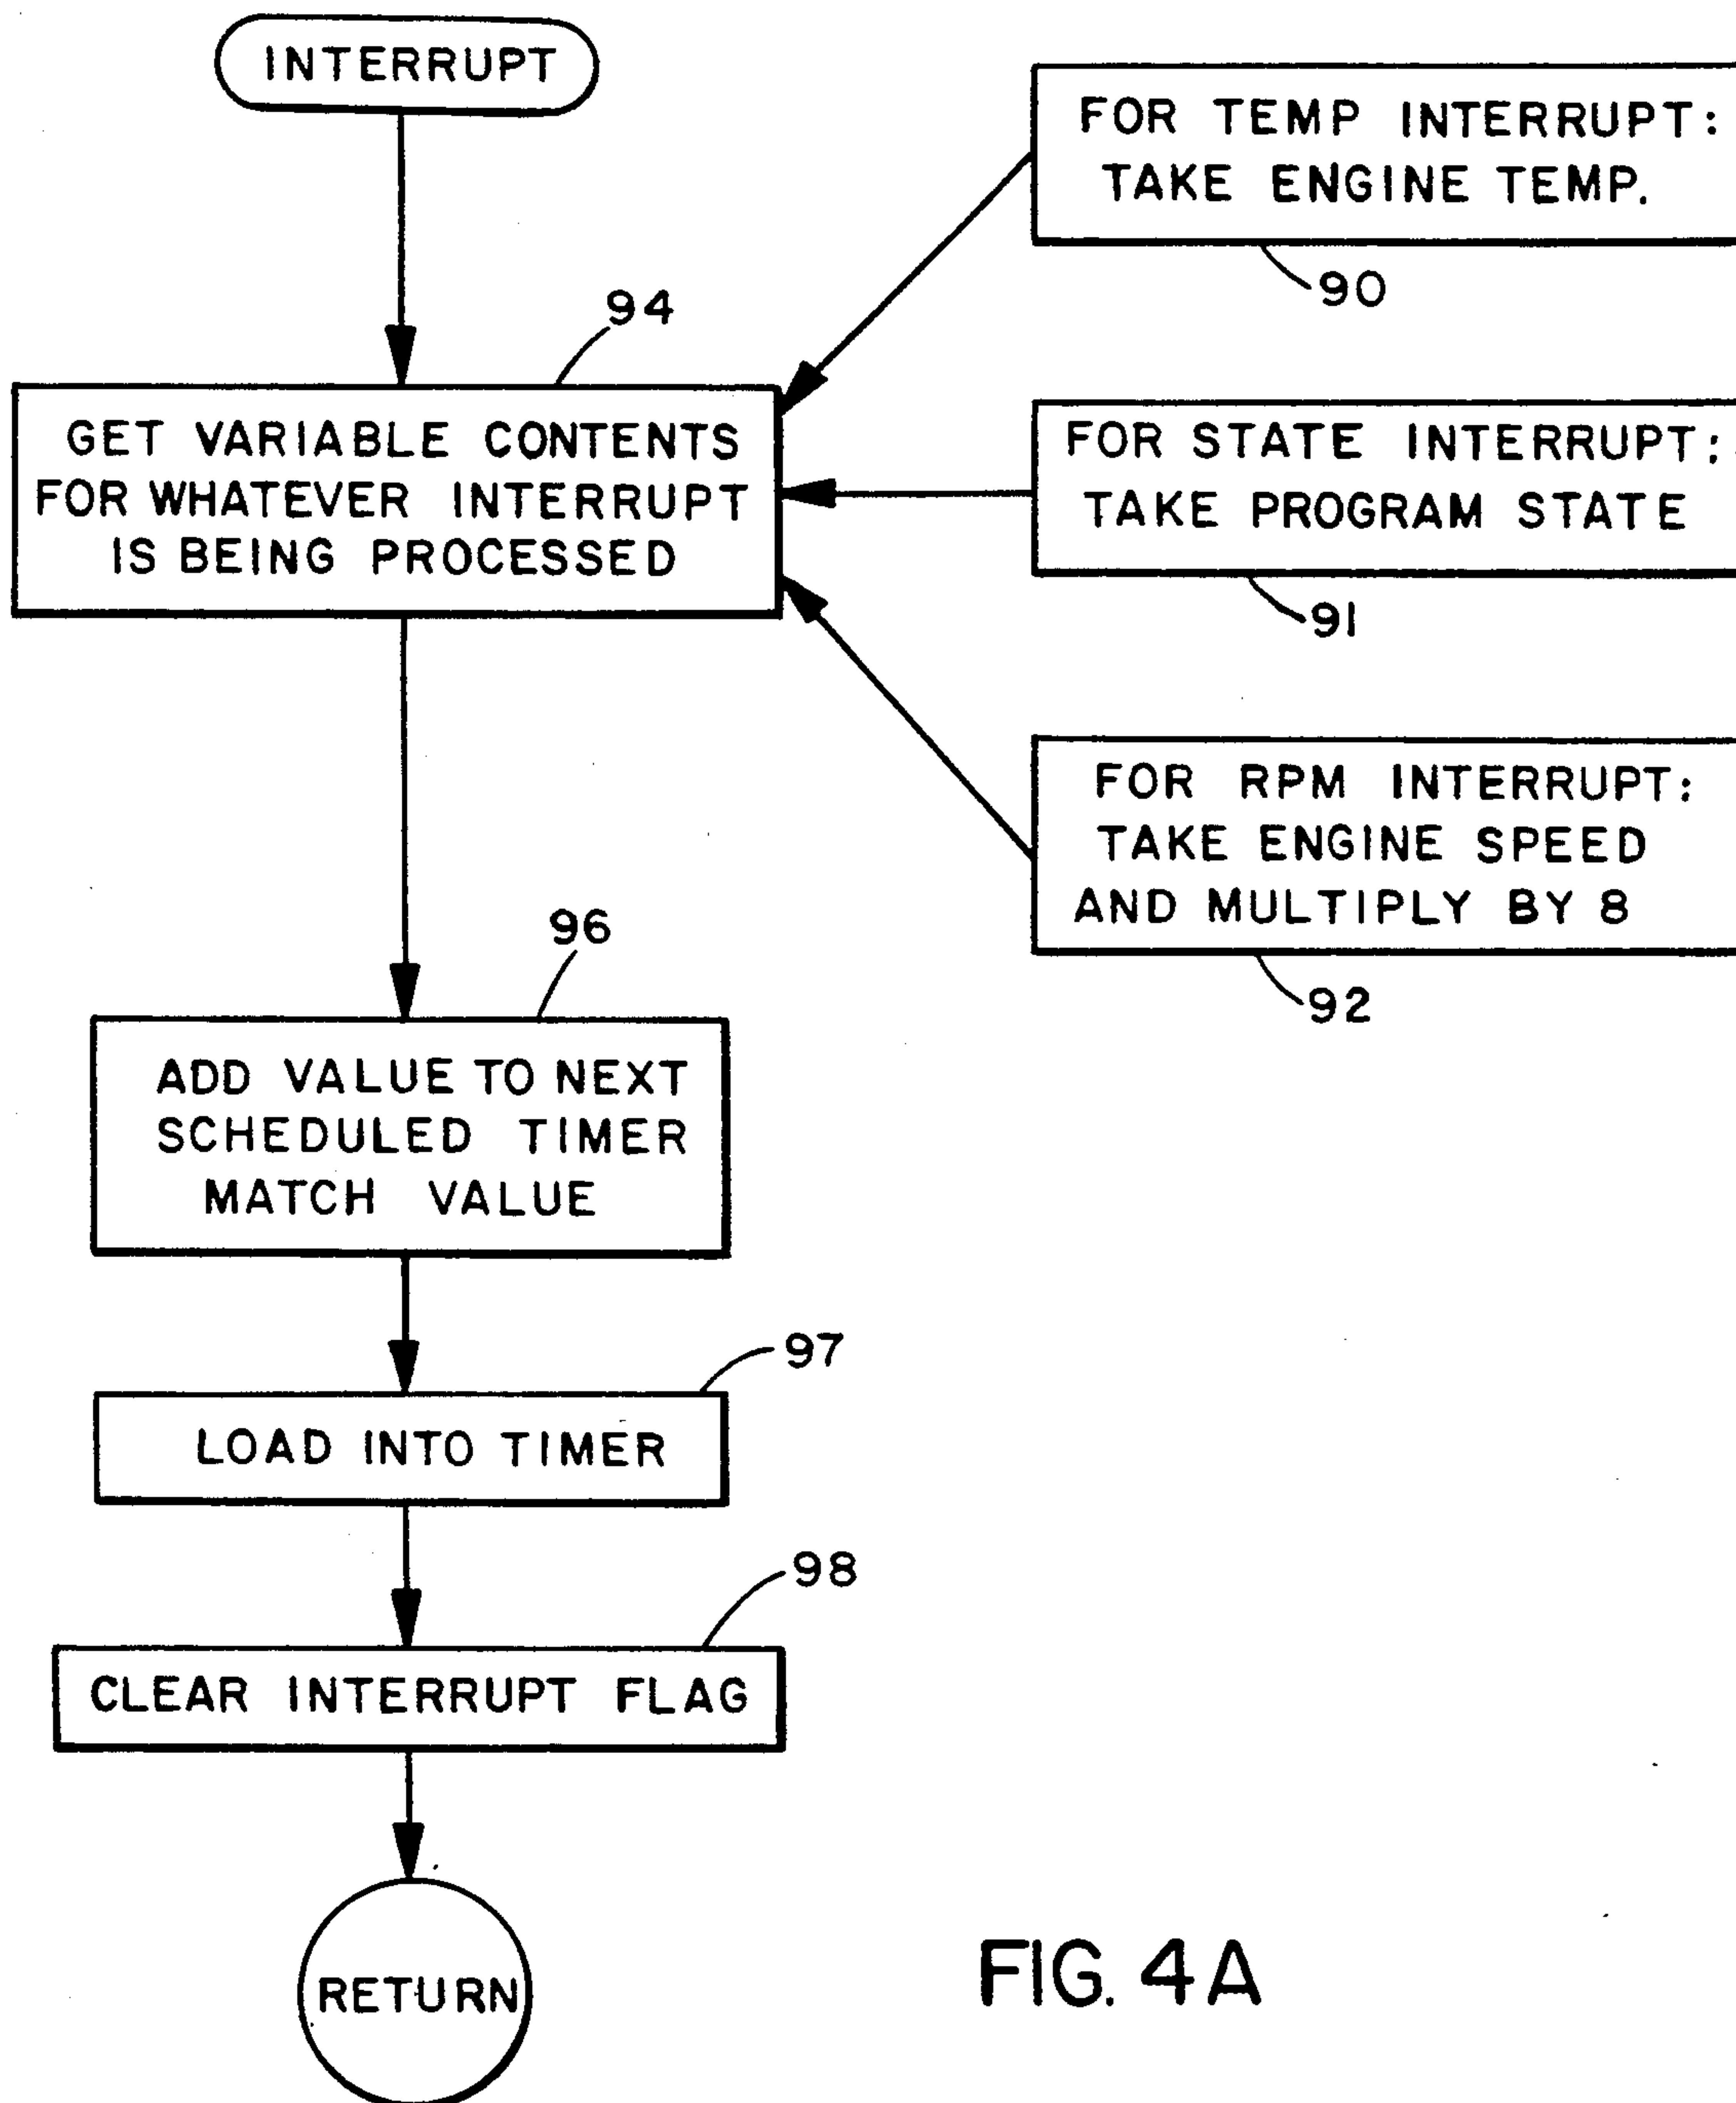 INTERRUPT
FOR TEMP INTERRUPT:
TAKE ENGINE TEMP.
90
94
GET VARIABLE CONTENTS
FOR WHATEVER INTERRUPT
IS BEING PROCESSED
FOR STATE INTERRUPT:
TAKE PROGRAM STATE
91
FOR RPM INTERRUPT:
TAKE ENGINE SPEED
AND MULTIPLY BY 8
92
96
ADD VALUE TO NEXT
SCHEDULED TIMER
MATCH VALUE
97
LOAD INTO TIMER
98
CLEAR INTERRUPT FLAG
RETURN
FIG. 4A